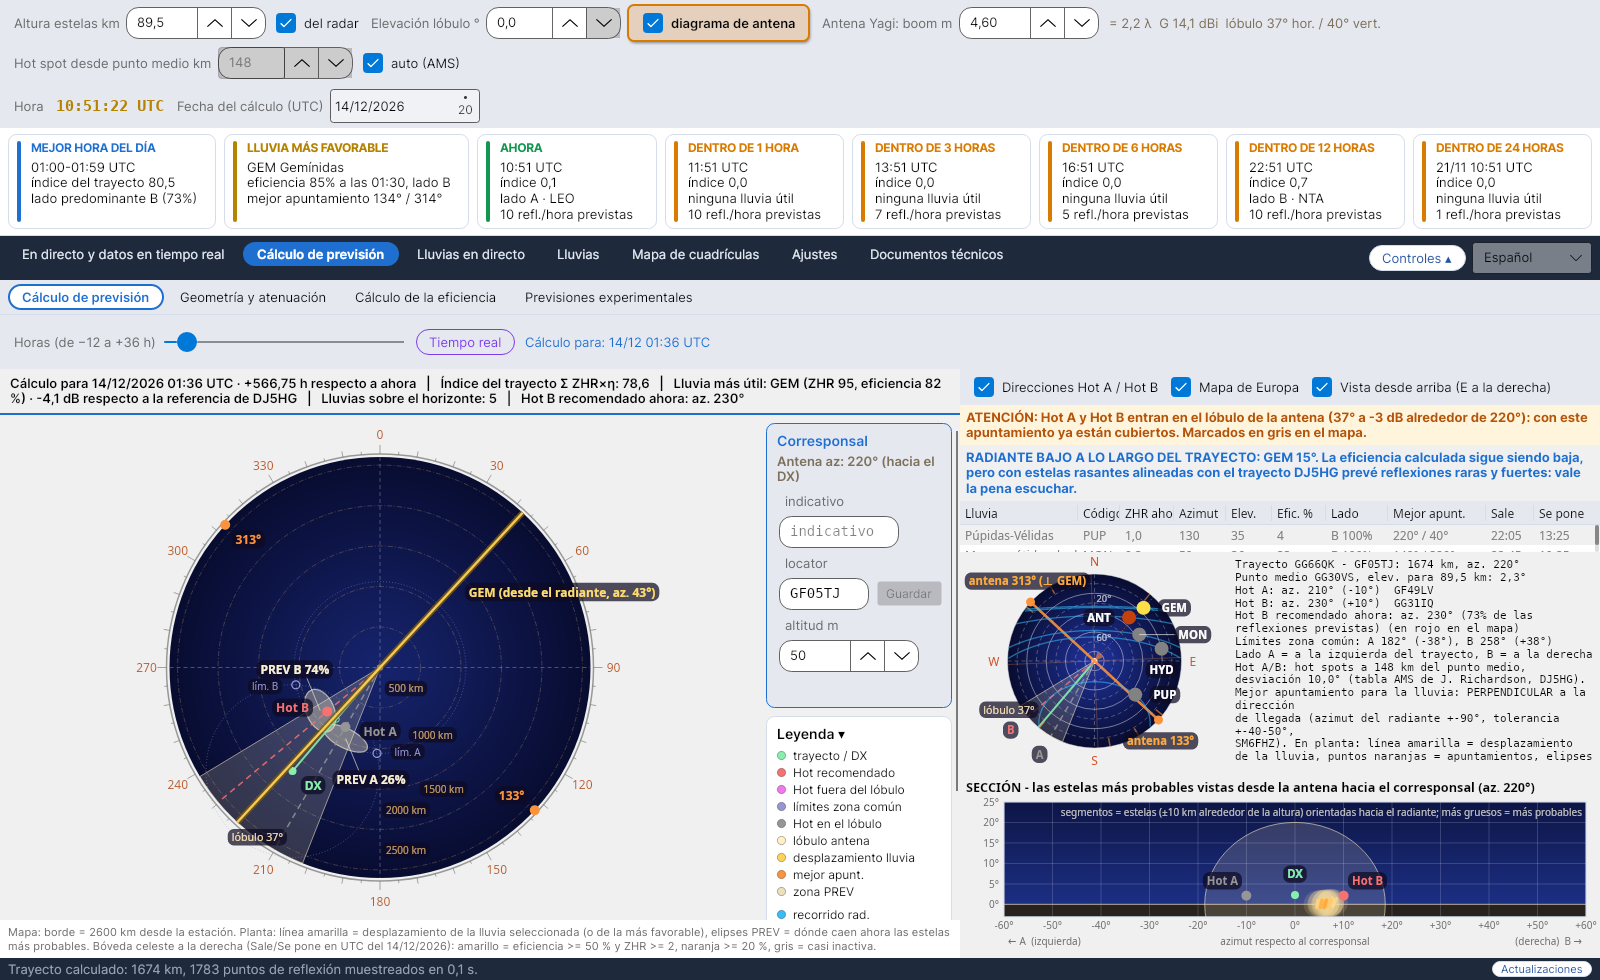 Altura estelas km 89,5 del radar Elevación lóbulo ° 0,0 diagrama de antena Antena Yagi: boom m 4,60 = 2,2 λ G 14,1 dBi lóbulo 37° hor. / 40° vert.
Hot spot desde punto medio km 148 auto (AMS)
Hora 10:51:22 UTC Fecha del cálculo (UTC) 14/12/2026 20
MEJOR HORA DEL DÍA
01:00-01:59 UTC
índice del trayecto 80,5
lado predominante B (73%)
LLUVIA MÁS FAVORABLE
GEM Gemínidas
eficiencia 85% a las 01:30, lado B
mejor apuntamiento 134° / 314°
AHORA
10:51 UTC
índice 0,1
lado A · LEO
10 refl./hora previstas
DENTRO DE 1 HORA
11:51 UTC
índice 0,0
ninguna lluvia útil
10 refl./hora previstas
DENTRO DE 3 HORAS
13:51 UTC
índice 0,0
ninguna lluvia útil
7 refl./hora previstas
DENTRO DE 6 HORAS
16:51 UTC
índice 0,0
ninguna lluvia útil
5 refl./hora previstas
DENTRO DE 12 HORAS
22:51 UTC
índice 0,7
lado B · NTA
10 refl./hora previstas
DENTRO DE 24 HORAS
21/11 10:51 UTC
índice 0,0
ninguna lluvia útil
1 refl./hora previstas
En directo y datos en tiempo real Cálculo de previsión Lluvias en directo Lluvias Mapa de cuadrículas Ajustes Documentos técnicos Controles ▴ Español
Cálculo de previsión Geometría y atenuación Cálculo de la eficiencia Previsiones experimentales
Horas (de −12 a +36 h) Tiempo real Cálculo para: 14/12 01:36 UTC
Cálculo para 14/12/2026 01:36 UTC · +566,75 h respecto a ahora | Índice del trayecto Σ ZHR×η: 78,6 | Lluvia más útil: GEM (ZHR 95, eficiencia 82
%) · -4,1 dB respecto a la referencia de DJ5HG | Lluvias sobre el horizonte: 5 | Hot B recomendado ahora: az. 230°
0
330
30
313°
300
60
GEM (desde el radiante, az. 43°)
270
90
PREV B 74%
lím. B
500 km
Hot B
Hot A
1000 km
lím. A
240
120
DX
PREV A 26%
1500 km
133°
2000 km
lóbulo 37°
2500 km
210
150
180
Corresponsal
Antena az: 220° (hacia el
DX)
indicativo
indicativo
locator
GF05TJ Guardar
altitud m
50
Leyenda ▾
trayecto / DX
Hot recomendado
Hot fuera del lóbulo
límites zona común
Hot en el lóbulo
lóbulo antena
desplazamiento lluvia
mejor apunt.
zona PREV
recorrido rad.
Mapa: borde = 2600 km desde la estación. Planta: línea amarilla = desplazamiento de la lluvia seleccionada (o de la más favorable), elipses PREV = dónde caen ahora las estelas
más probables. Bóveda celeste a la derecha (Sale/Se pone en UTC del 14/12/2026): amarillo = eficiencia >= 50 % y ZHR >= 2, naranja >= 20 %, gris = casi inactiva.
Direcciones Hot A / Hot B Mapa de Europa Vista desde arriba (E a la derecha)
ATENCIÓN: Hot A y Hot B entran en el lóbulo de la antena (37° a -3 dB alrededor de 220°): con este
apuntamiento ya están cubiertos. Marcados en gris en el mapa.
RADIANTE BAJO A LO LARGO DEL TRAYECTO: GEM 15°. La eficiencia calculada sigue siendo baja,
pero con estelas rasantes alineadas con el trayecto DJ5HG prevé reflexiones raras y fuertes: vale
la pena escuchar.
Lluvia Código ZHR aho Azimut Elev. Efic. % Lado Mejor apunt. Sale Se pone
Púpidas-Vélidas PUP 1,0 130 35 4 B 100% 220° / 40° 22:05 13:25
N
antena 313° (⊥ GEM)
20°
GEM
ANT
MON
60°
W
E
HYD
PUP
lóbulo 37°
B
antena 133°
A
S
Trayecto GG66QK - GF05TJ: 1674 km, az. 220°
Punto medio GG30VS, elev. para 89,5 km: 2,3°
Hot A: az. 210° (-10°) GF49LV
Hot B: az. 230° (+10°) GG31IQ
Hot B recomendado ahora: az. 230° (73% de las
reflexiones previstas) (en rojo en el mapa)
Límites zona común: A 182° (-38°), B 258° (+38°)
Lado A = a la izquierda del trayecto, B = a la derecha
Hot A/B: hot spots a 148 km del punto medio,
desviación 10,0° (tabla AMS de J. Richardson, DJ5HG).
Mejor apuntamiento para la lluvia: PERPENDICULAR a la
dirección
de llegada (azimut del radiante +-90°, tolerancia
+-40-50°,
SM6FHZ). En planta: línea amarilla = desplazamiento
de la lluvia, puntos naranjas = apuntamientos, elipses
SECCIÓN - las estelas más probables vistas desde la antena hacia el corresponsal (az. 220°)
segmentos = estelas (±10 km alrededor de la altura) orientadas hacia el radiante; más gruesos = más probables
25°
20°
15°
10°
5°
0°
Hot A
DX
Hot B
-60° -50° -40° -30° -20° -10° 0° +10° +20° +30° +40° +50° +60°
← A (izquierda) azimut respecto al corresponsal (derecha) B →
Trayecto calculado: 1674 km, 1783 puntos de reflexión muestreados en 0,1 s. Actualizaciones